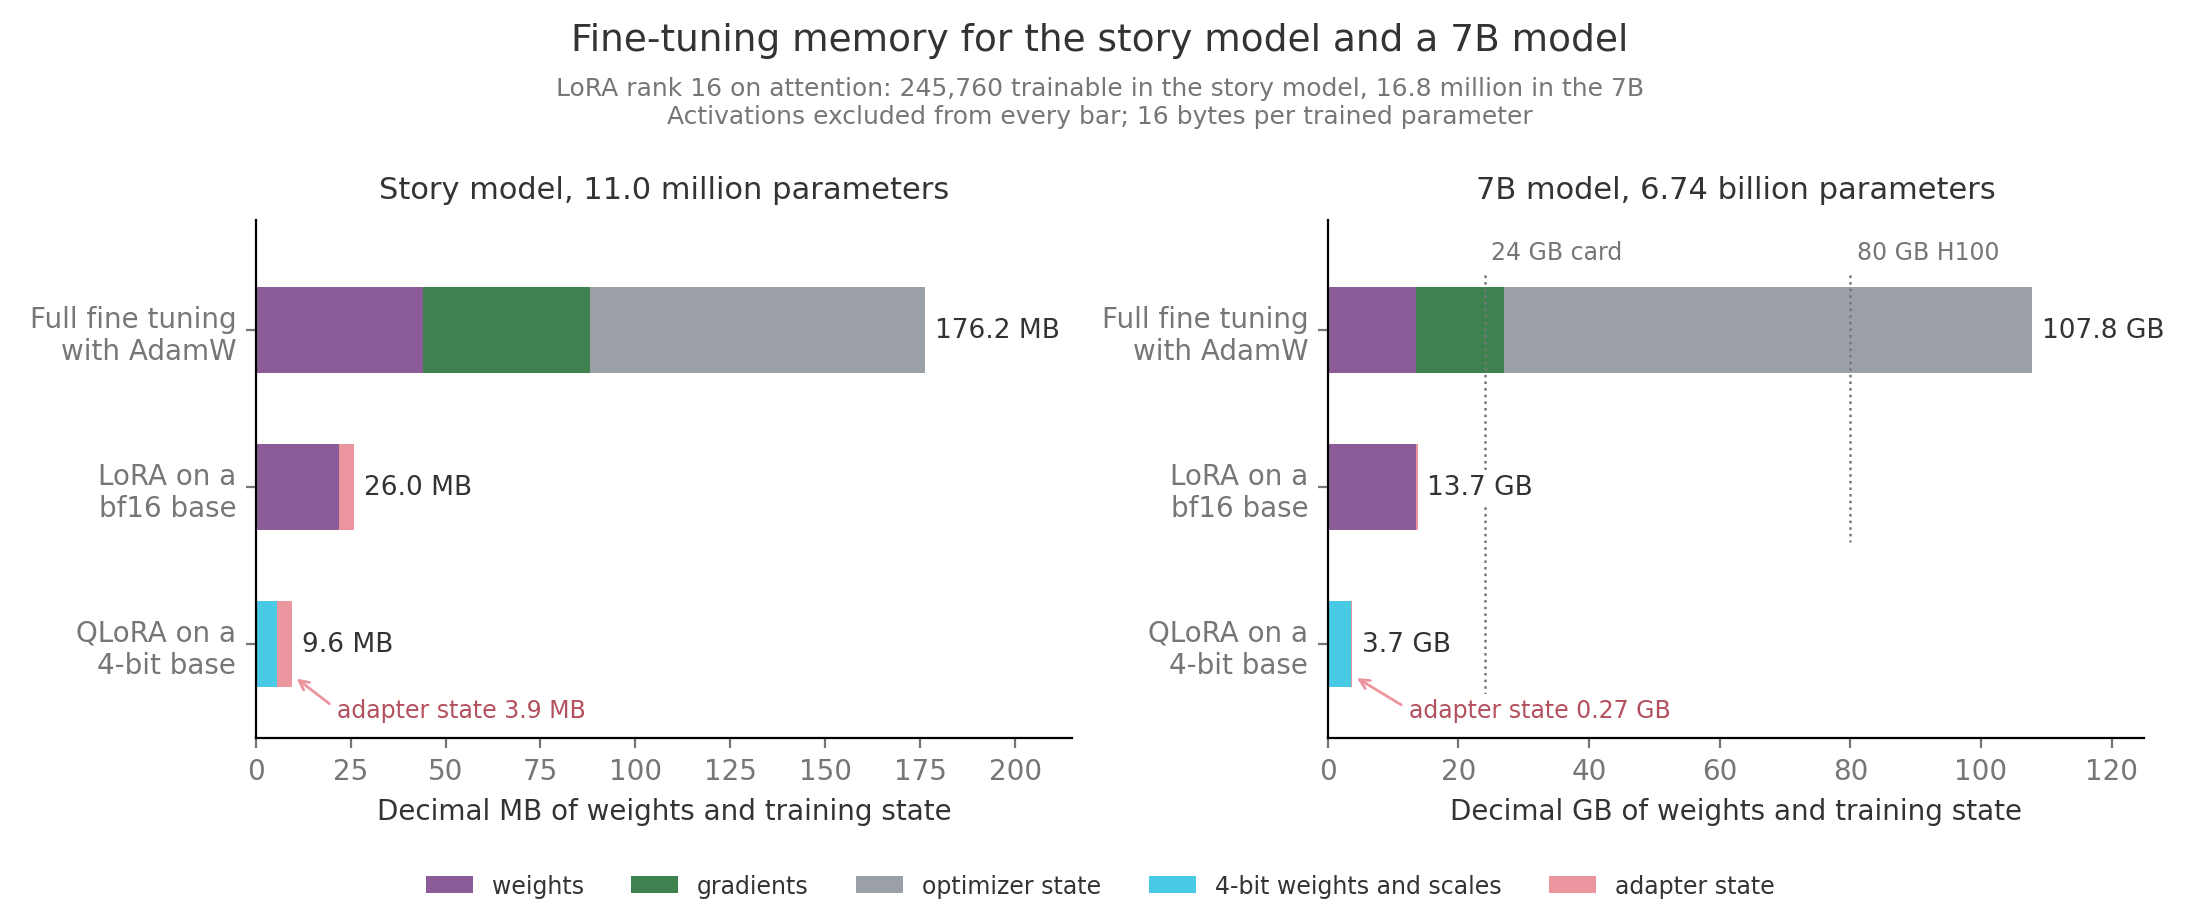 Fine-tuning memory for the story model and a 7B model
LoRA rank 16 on attention: 245,760 trainable in the story model, 16.8 million in the 7B
Activations excluded from every bar; 16 bytes per trained parameter
Story model, 11.0 million parameters
Full fine tuning
with AdamW
176.2 MB
LoRA on a
bf16 base
26.0 MB
QLoRA on a
4-bit base
9.6 MB
adapter state 3.9 MB
0 25 50 75 100 125 150 175 200
Decimal MB of weights and training state
7B model, 6.74 billion parameters
24 GB card
80 GB H100
Full fine tuning
with AdamW
107.8 GB
LoRA on a
bf16 base
13.7 GB
QLoRA on a
4-bit base
3.7 GB
adapter state 0.27 GB
0 20 40 60 80 100 120
Decimal GB of weights and training state
weights gradients optimizer state 4-bit weights and scales adapter state